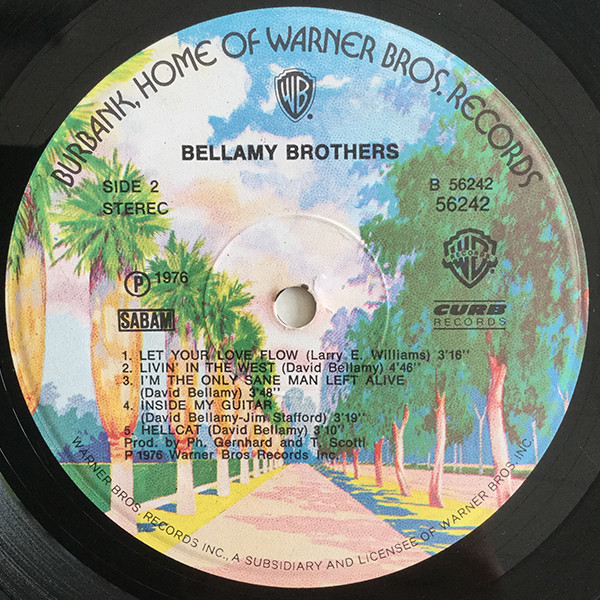 BURBANK, HOME OF WARNER BROS. RECORDS
WB
BELLAMY BROTHERS
SIDE 2
STEREC
B 56242
56242
RECORDS
P 1976
SABAM
CURB
RECORDS
1. LET YOUR LOVE FLOW (Larry E. Williams) 3'16"
2. LIVIN' IN THE WEST (David Bellamy) 4'46"
3. I'M THE ONLY SANE MAN LEFT ALIVE
(David Bellamy) 3'48"
4. INSIDE MY GUITAR
(David Bellamy-Jim Stafford) 3'19"
5. HELLCAT (David Bellamy) 3'10"
Prod. by Ph. Gernhard and T. Scotti
P 1976 Warner Bros Records Inc.
WARNER BROS. RECORDS INC., A SUBSIDIARY AND LICENSEE OF WARNER BROS. INC.